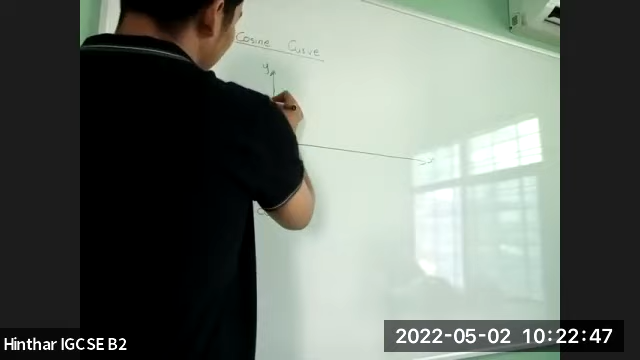 Cosine Curve
y
x
2022-05-02 10:22:47
Hinthar IGCSE B2